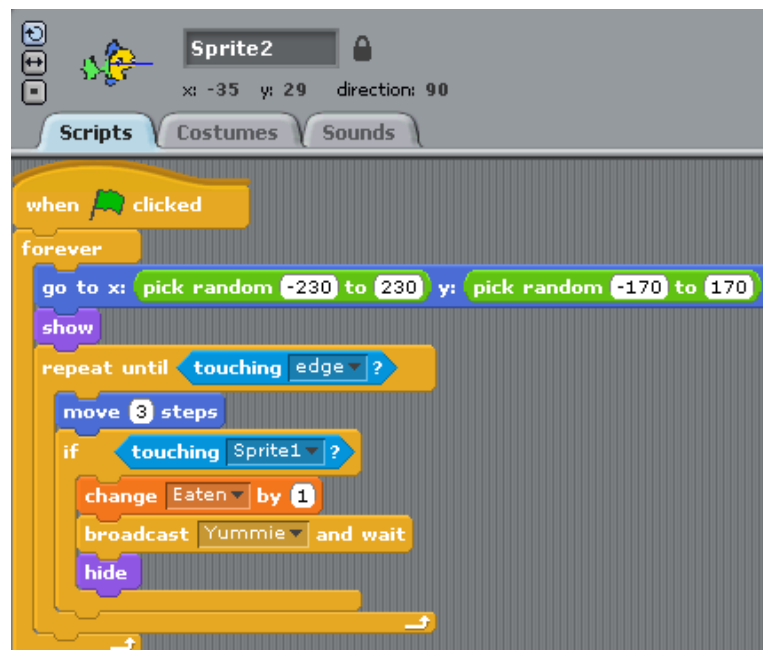 Sprite2
x: -35 y: 29 direction: 90
Scripts Costumes Sounds
when clicked
forever
go to x: pick random -230 to 230 y: pick random -170 to 170
show
repeat until touching edge ?
move 3 steps
if touching Sprite1 ?
change Eaten by 1
broadcast Yummie and wait
hide